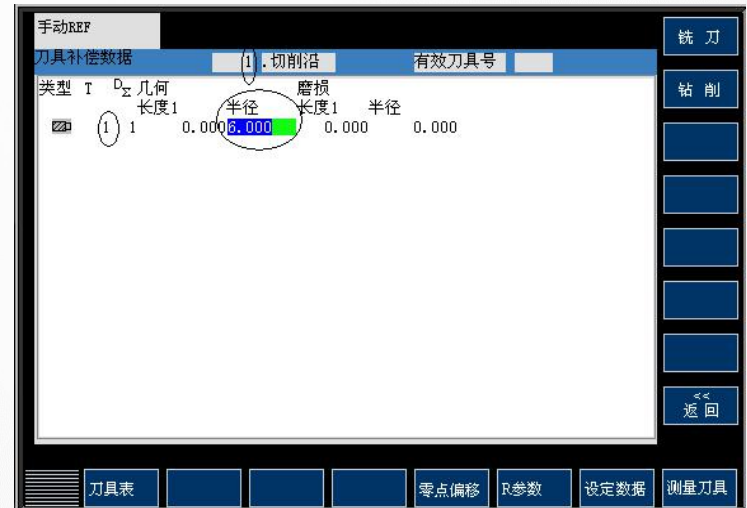 手动REF
刀具补偿数据 1.切削沿 有效刀具号
类型 T DΣ 几何 磨损
长度1 半径 长度1 半径
1 1 0.000 6.000 0.000 0.000
铣刀
钻削
<<
返回
刀具表 零点偏移 R参数 设定数据 测量刀具